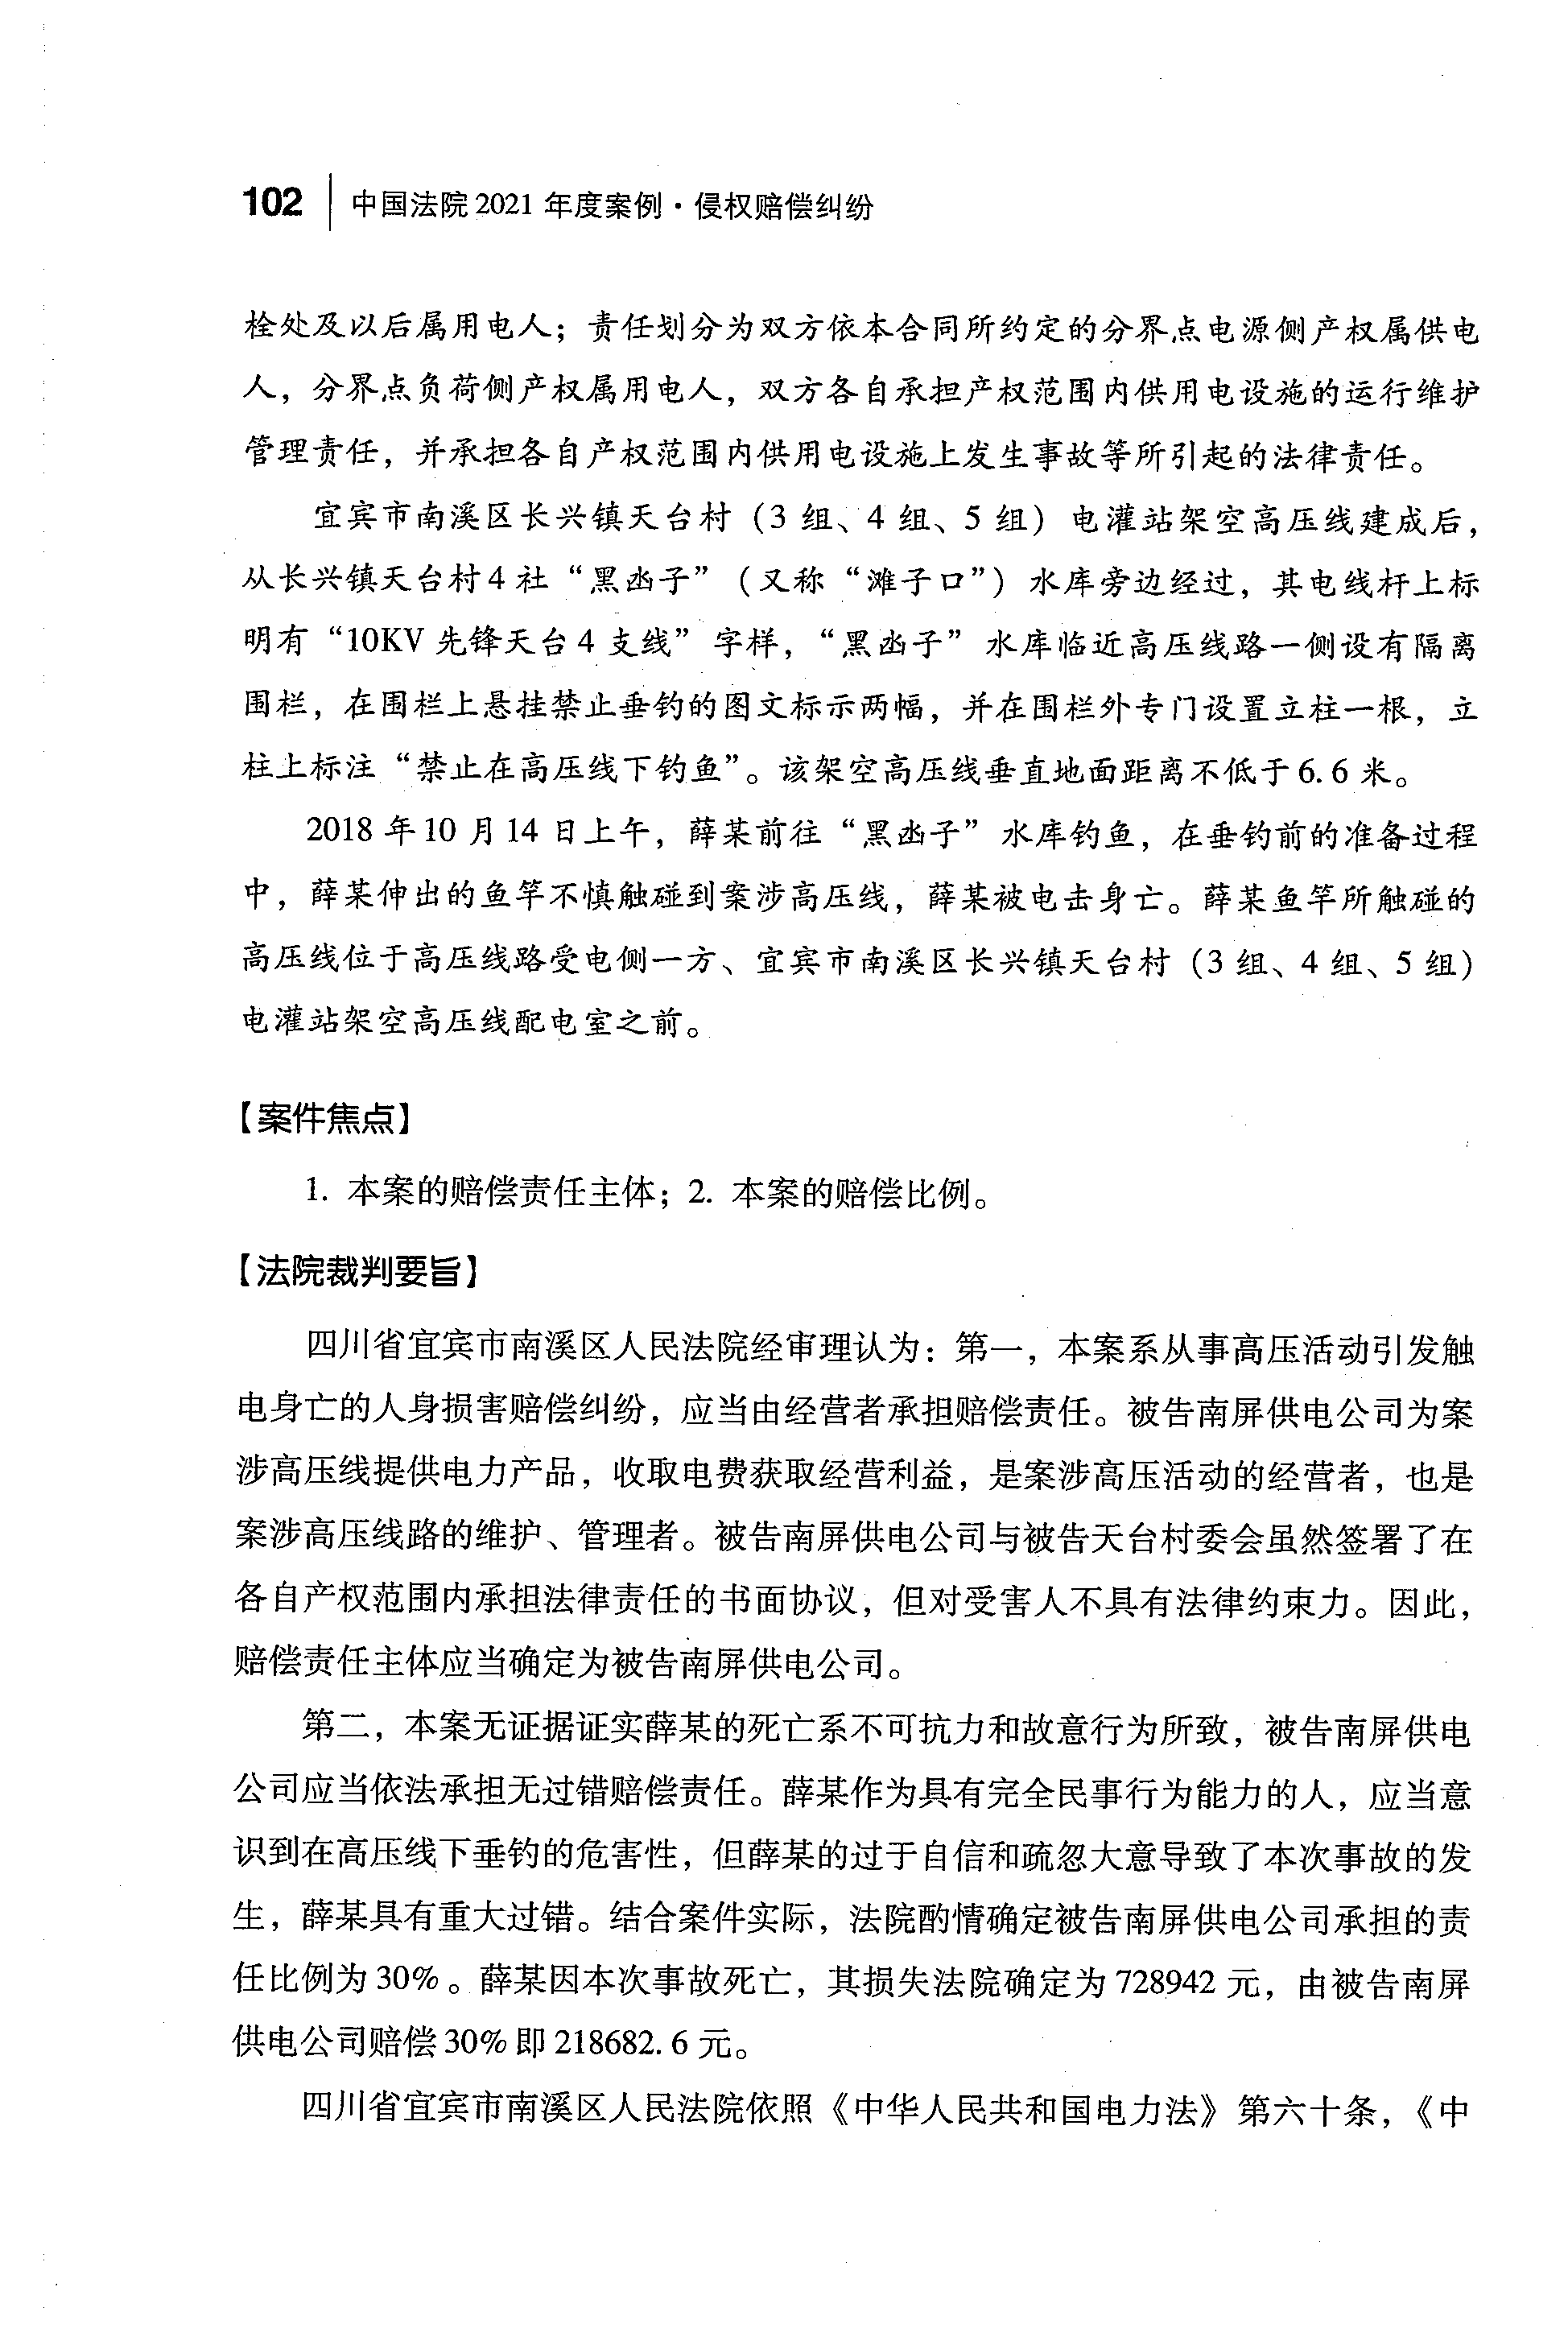 102 中国法院2021年度案例·侵权赔偿纠纷
栓处及以后属用电人；责任划分为双方依本合同所约定的分界点电源侧产权属供电
人，分界点负荷侧产权属用电人，双方各自承担产权范围内供用电设施的运行维护
管理责任，并承担各自产权范围内供用电设施上发生事故等所引起的法律责任。
宜宾市南溪区长兴镇天台村（3组、4组、5组）电灌站架空高压线建成后，
从长兴镇天台村4社“黑凼子”（又称“滩子口”）水库旁边经过，其电线杆上标
明有“10KV先锋天台4支线”字样，“黑凼子”水库临近高压线路一侧设有隔离
围栏，在围栏上悬挂禁止垂钓的图文标示两幅，并在围栏外专门设置立柱一根，立
柱上标注“禁止在高压线下钓鱼”。该架空高压线垂直地面距离不低于6.6米。
2018年10月14日上午，薛某前往“黑凼子”水库钓鱼，在垂钓前的准备过程
中，薛某伸出的鱼竿不慎触碰到案涉高压线，薛某被电击身亡。薛某鱼竿所触碰的
高压线位于高压线路受电侧一方、宜宾市南溪区长兴镇天台村（3组、4组、5组）
电灌站架空高压线配电室之前。
【案件焦点】
1. 本案的赔偿责任主体；2. 本案的赔偿比例。
【法院裁判要旨】
四川省宜宾市南溪区人民法院经审理认为：第一，本案系从事高压活动引发触
电身亡的人身损害赔偿纠纷，应当由经营者承担赔偿责任。被告南屏供电公司为案
涉高压线提供电力产品，收取电费获取经营利益，是案涉高压活动的经营者，也是
案涉高压线路的维护、管理者。被告南屏供电公司与被告天台村委会虽然签署了在
各自产权范围内承担法律责任的书面协议，但对受害人不具有法律约束力。因此，
赔偿责任主体应当确定为被告南屏供电公司。
第二，本案无证据证实薛某的死亡系不可抗力和故意行为所致，被告南屏供电
公司应当依法承担无过错赔偿责任。薛某作为具有完全民事行为能力的人，应当意
识到在高压线下垂钓的危害性，但薛某的过于自信和疏忽大意导致了本次事故的发
生，薛某具有重大过错。结合案件实际，法院酌情确定被告南屏供电公司承担的责
任比例为30%。薛某因本次事故死亡，其损失法院确定为728942元，由被告南屏
供电公司赔偿30%即218682.6元。
四川省宜宾市南溪区人民法院依照《中华人民共和国电力法》第六十条，《中